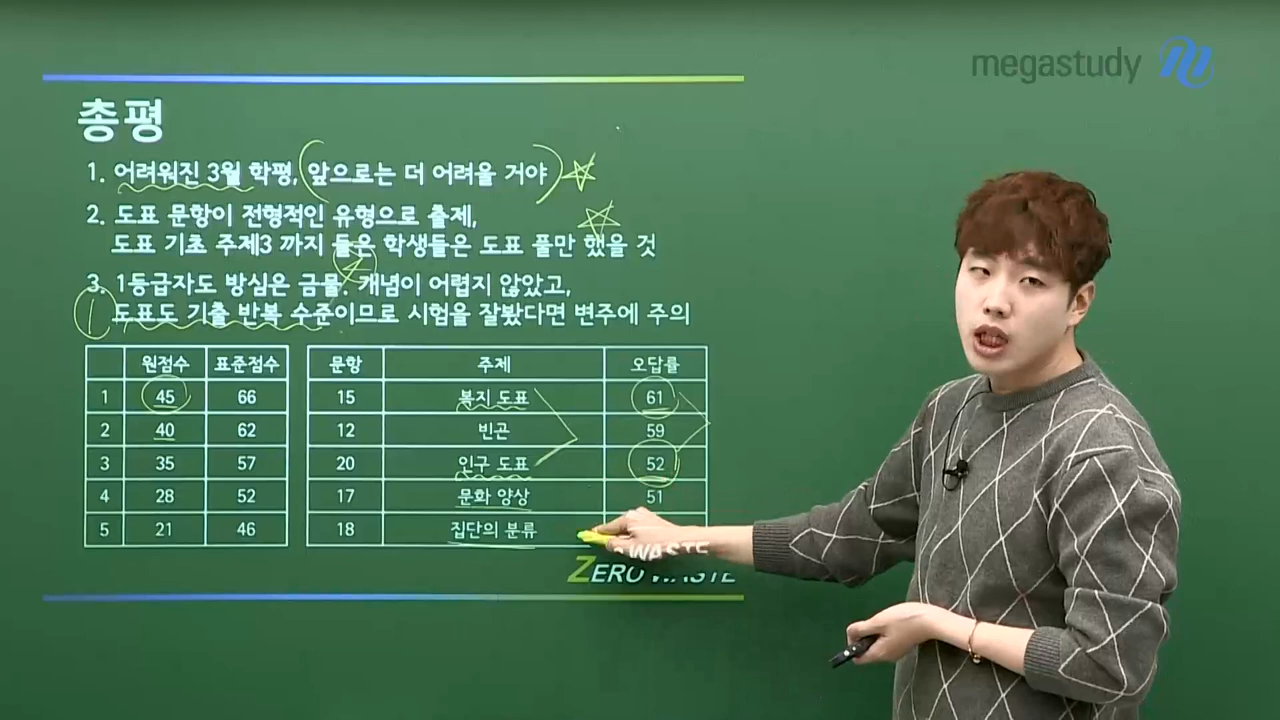 megastudy
총평
1. 어려워진 3월 학평, (앞으로는 더 어려울 거야)
2. 도표 문항이 전형적인 유형으로 출제,
도표 기초 주제3 까지 들은 학생들은 도표 풀만 했을 것
3. 1등급자도 방심은 금물. 개념이 어렵지 않았고,
도표도 기출 반복 수준이므로 시험을 잘봤다면 변주에 주의
원점수 표준점수
1 45 66
2 40 62
3 35 57
4 28 52
5 21 46
문항 주제 오답률
15 복지 도표 61
12 빈곤 59
20 인구 도표 52
17 문화 양상 51
18 집단의 분류
ZERO WASTE